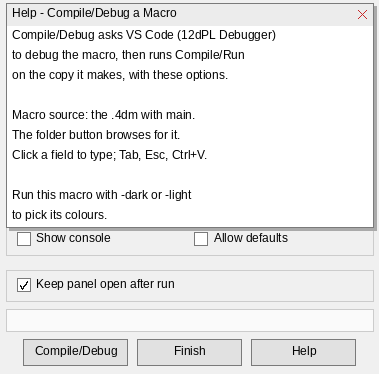 Help - Compile/Debug a Macro
Compile/Debug asks VS Code (12dPL Debugger)
to debug the macro, then runs Compile/Run
on the copy it makes, with these options.
Macro source: the .4dm with main.
The folder button browses for it.
Click a field to type; Tab, Esc, Ctrl+V.
Run this macro with -dark or -light
to pick its colours.
Show console Allow defaults
Keep panel open after run
Compile/Debug Finish Help